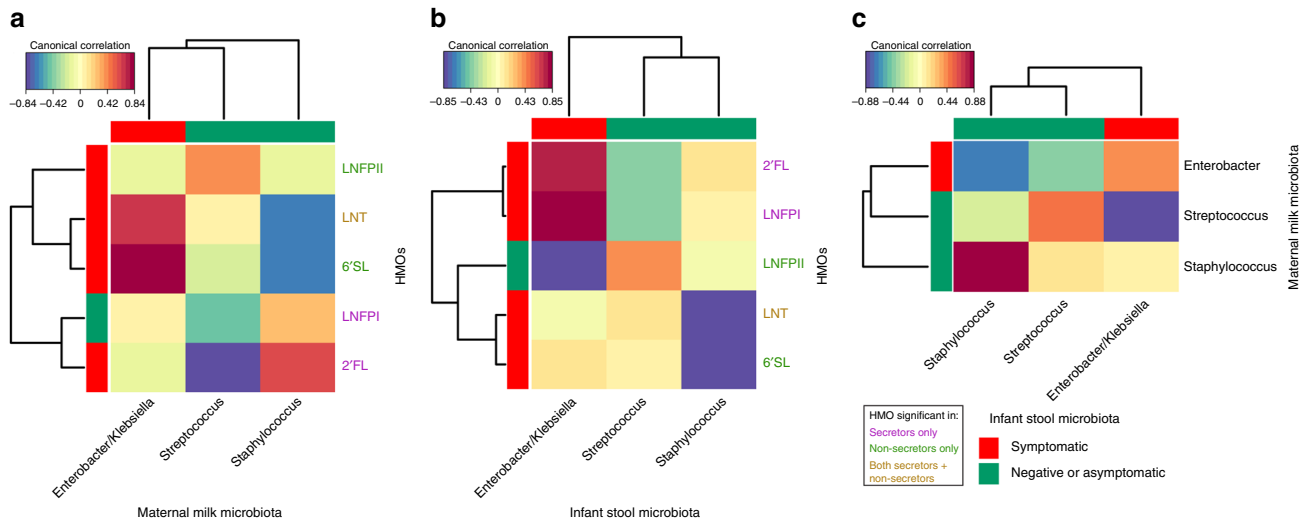 a
Canonical correlation
−0.84 −0.42 0 0.42 0.84
LNFPII
LNT
6′SL
LNFPI
2′FL
HMOs
Enterobacter/Klebsiella
Streptococcus
Staphylococcus
Maternal milk microbiota
b
Canonical correlation
−0.85 −0.43 0 0.43 0.85
2′FL
LNFPI
LNFPII
LNT
6′SL
HMOs
Enterobacter/Klebsiella
Streptococcus
Staphylococcus
Infant stool microbiota
c
Canonical correlation
−0.88 −0.44 0 0.44 0.88
Enterobacter
Streptococcus
Staphylococcus
Maternal milk microbiota
Staphylococcus
Streptococcus
Enterobacter/Klebsiella
Infant stool microbiota
HMO significant in:
Secretors only
Non-secretors only
Both secretors +
non-secretors
Symptomatic
Negative or asymptomatic